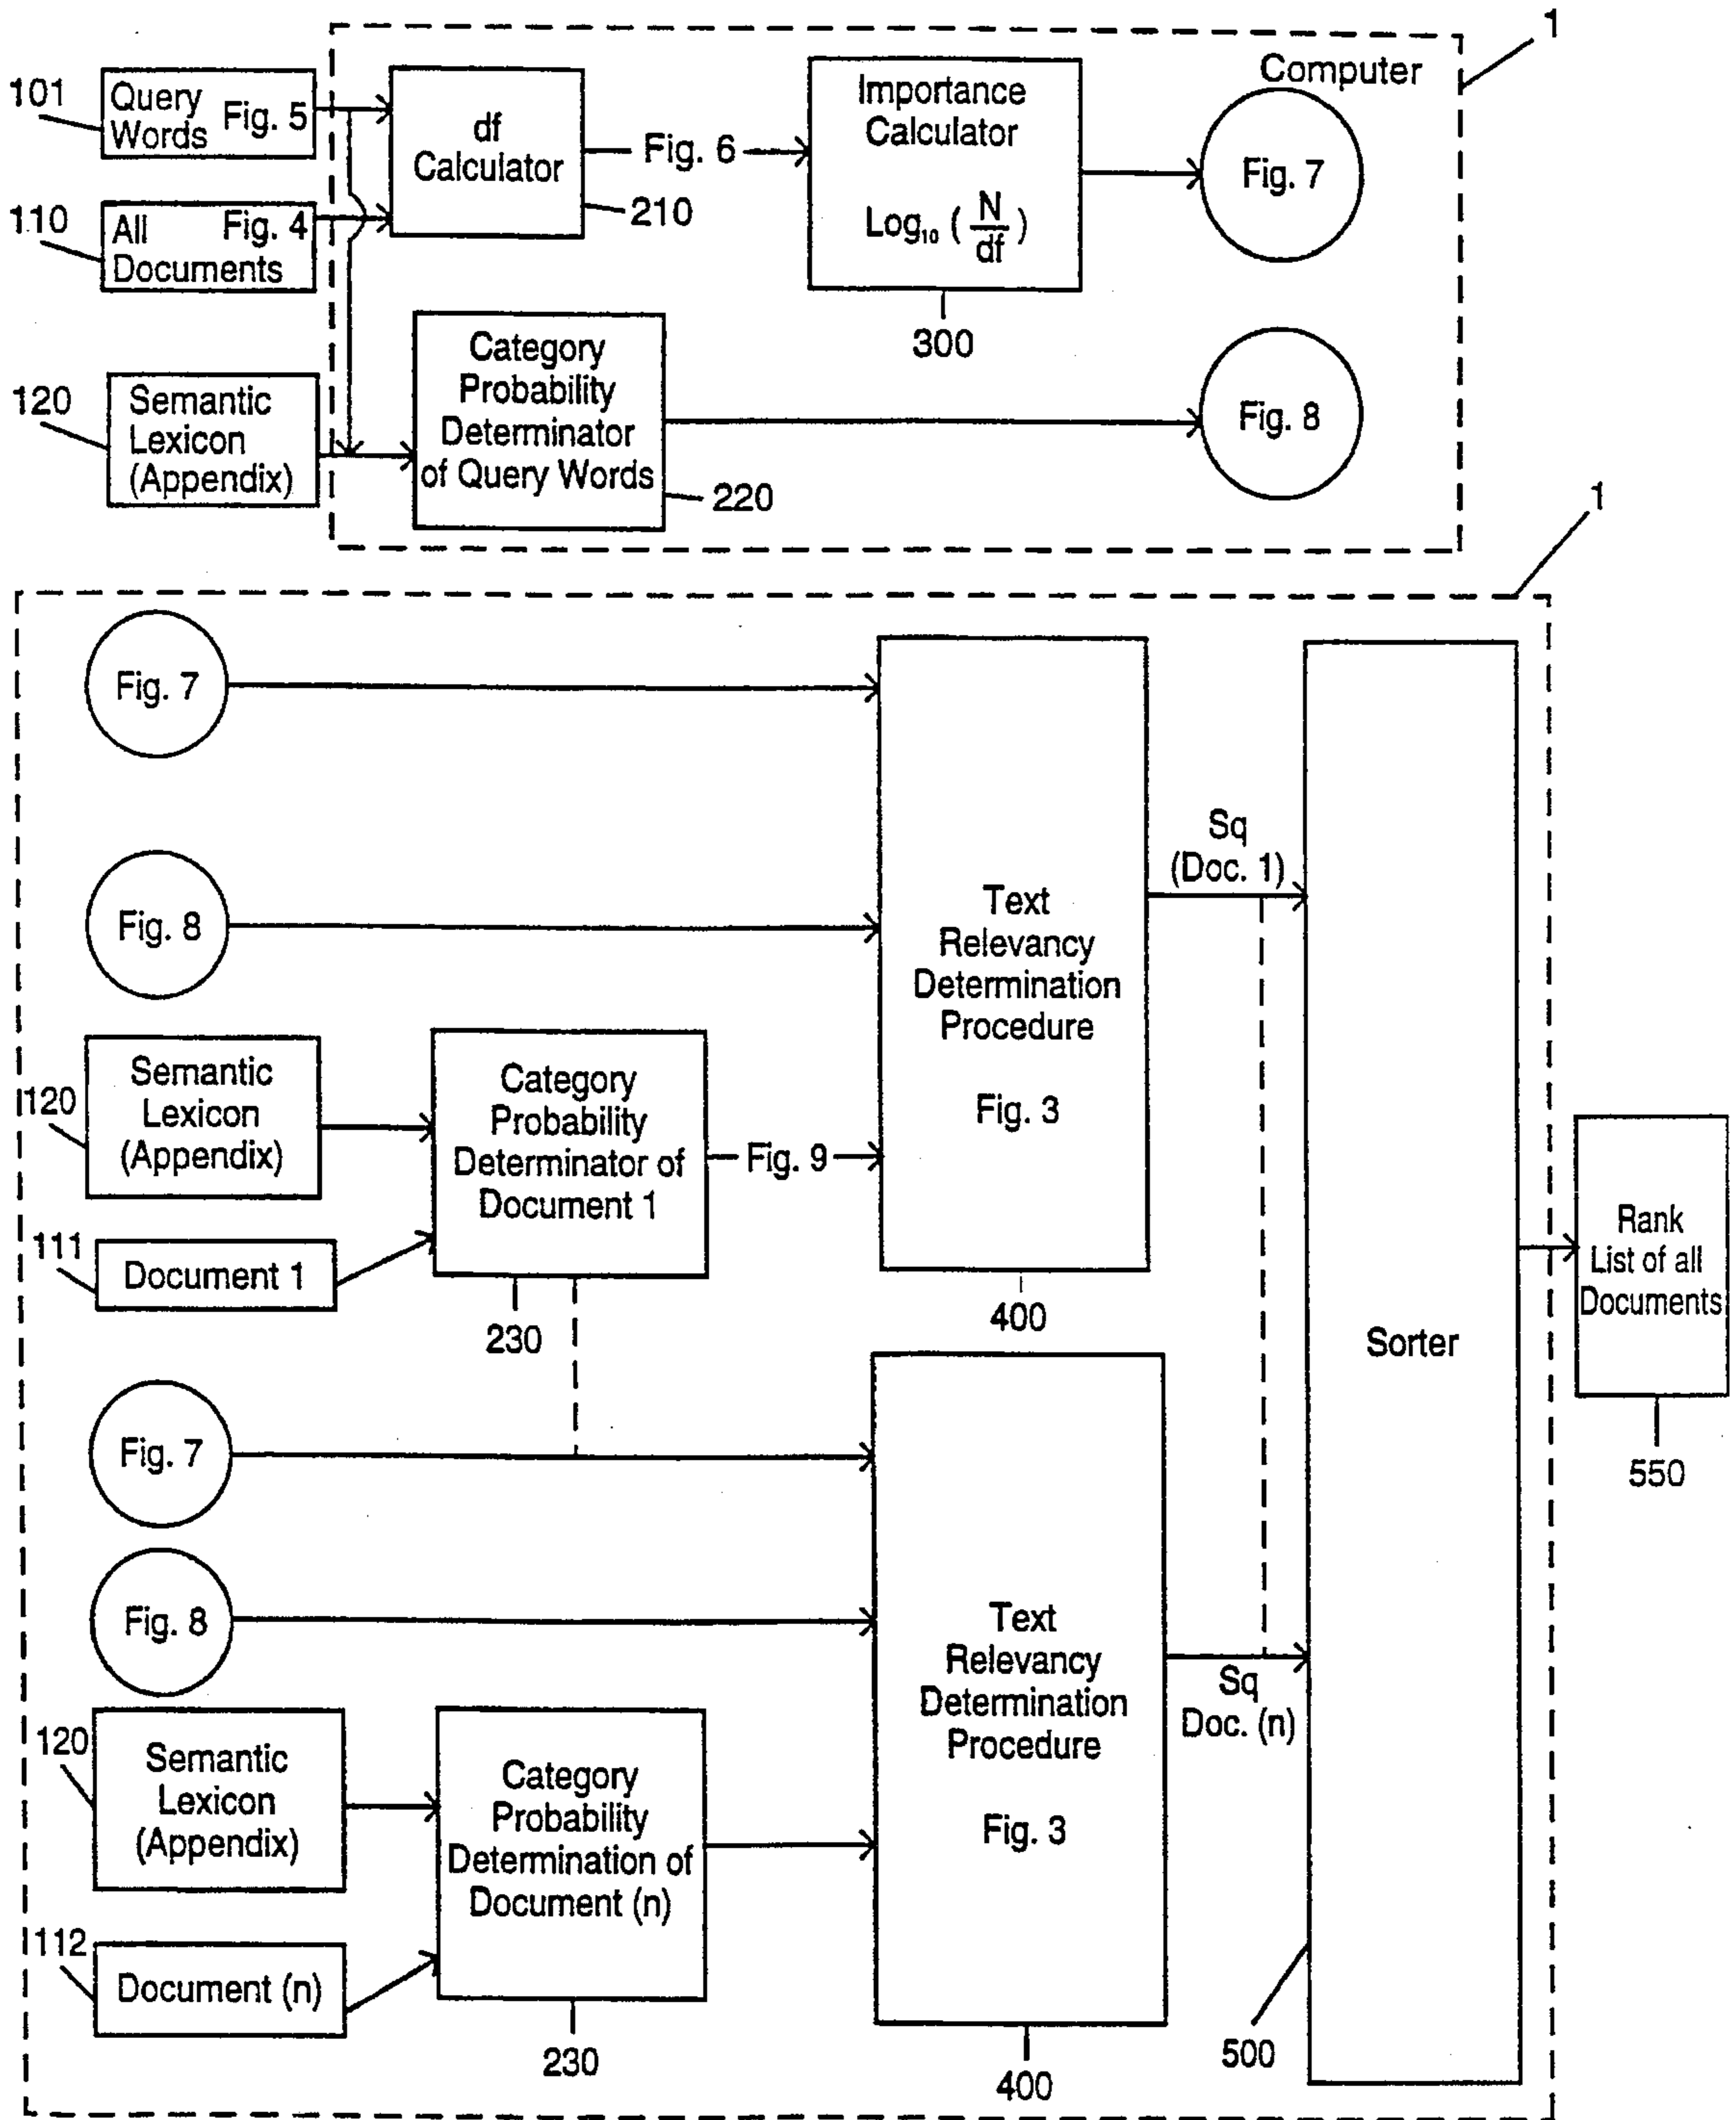 1
Computer
101
Query
Words
Fig. 5
df
Calculator
210
Fig. 6
Importance
Calculator
Log₁₀ ( N/df )
300
Fig. 7
110
All
Documents
Fig. 4
120
Semantic
Lexicon
(Appendix)
Category
Probability
Determinator
of Query Words
220
Fig. 8
1
Fig. 7
Fig. 8
120
Semantic
Lexicon
(Appendix)
111
Document 1
Category
Probability
Determinator of
Document 1
230
Fig. 9
Text
Relevancy
Determination
Procedure
Fig. 3
400
Sq
(Doc. 1)
Sorter
Rank
List of all
Documents
550
Fig. 7
Fig. 8
120
Semantic
Lexicon
(Appendix)
112
Document (n)
Category
Probability
Determination of
Document (n)
230
Text
Relevancy
Determination
Procedure
Fig. 3
400
Sq
Doc. (n)
500